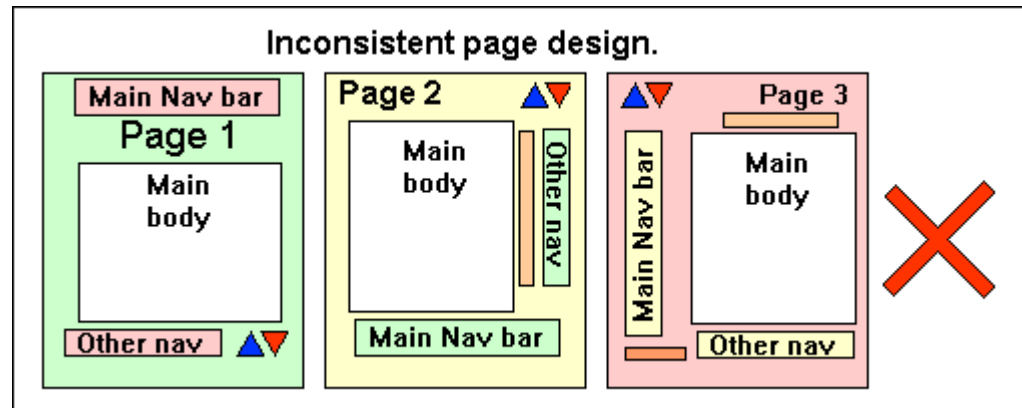 Inconsistent page design.
Main Nav bar
Page 1
Main
body
Other nav
Page 2
Main
body
Other nav
Main Nav bar
Page 3
Main Nav bar
Main
body
Other nav